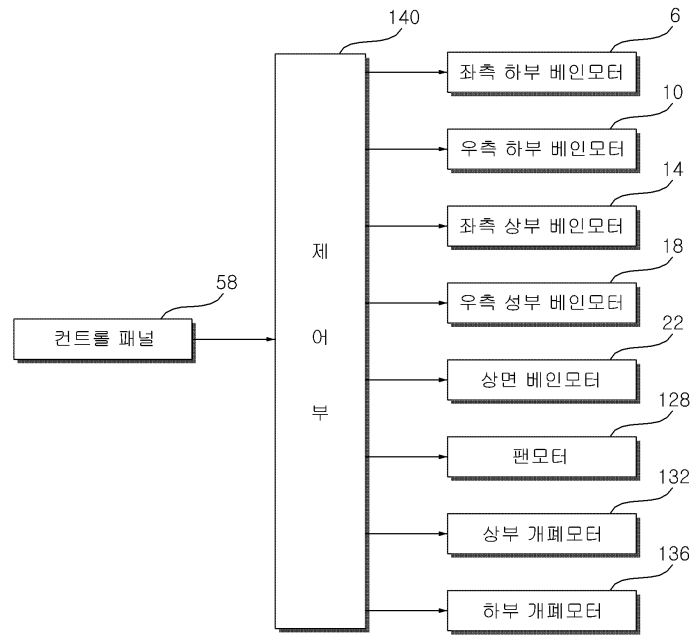 140
6
좌측 하부 베인모터
10
우측 하부 베인모터
14
좌측 상부 베인모터
18
우측 성부 베인모터
22
상면 베인모터
128
팬모터
132
상부 개폐모터
136
하부 개폐모터
58
컨트롤 패널
제
어
부